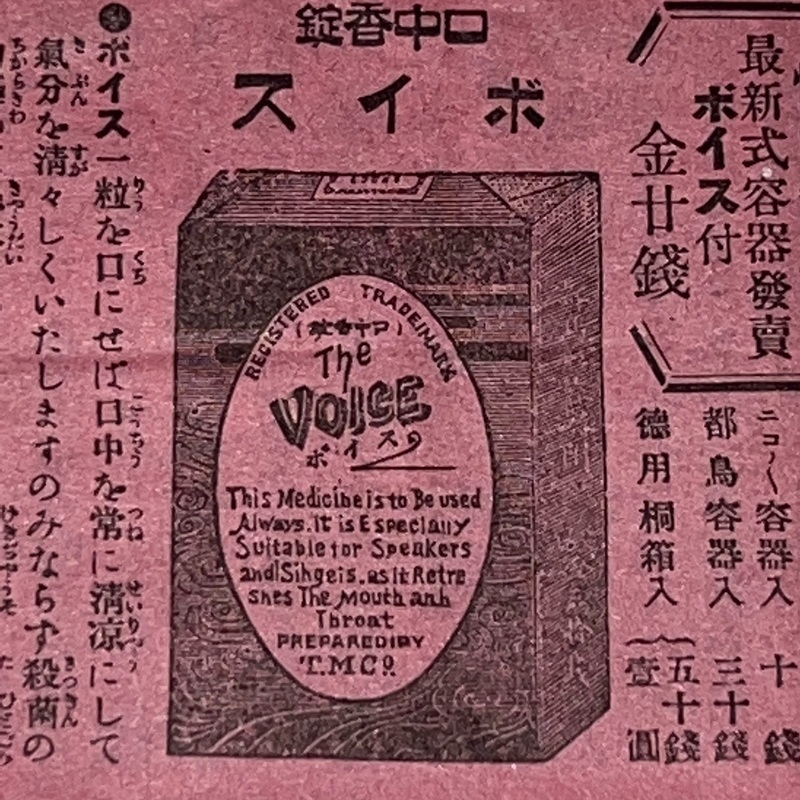 最新式容器發賣
ボイス付
金廿錢
ニコ〱容器入 十錢
都鳥容器入 三十錢
徳用桐箱入 五十錢
壹圓
口中香錠
ボイス
REGISTERED TRADEMARK
(口中香錠)
The
VOICE
ボイス
This Medicine is to Be used
Always. It is Especially
Suitable for Speakers
and Singeis. as It Retre
shes The Mouth anh
Throat
PREPARED BY
T.M.Cº.
●ボイス一粒を口にせば口中を常に清凉にして
氣分を清々しくいたしますのみならず殺菌の